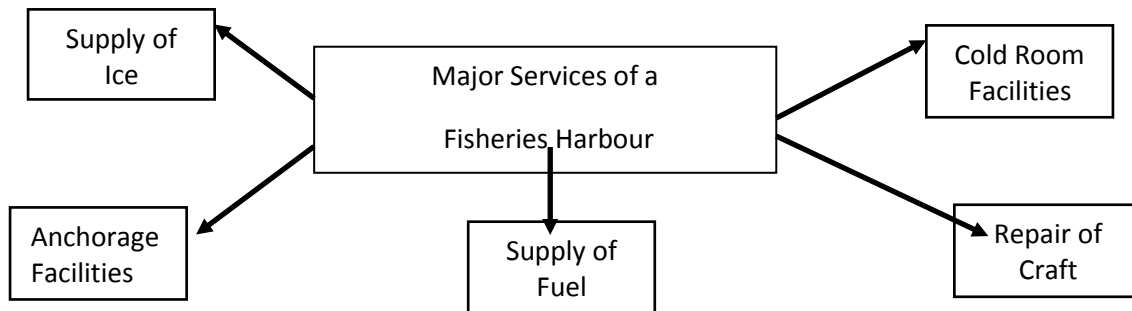 Supply of
Ice
Major Services of a
Fisheries Harbour
Cold Room
Facilities
Anchorage
Facilities
Supply of
Fuel
Repair of
Craft